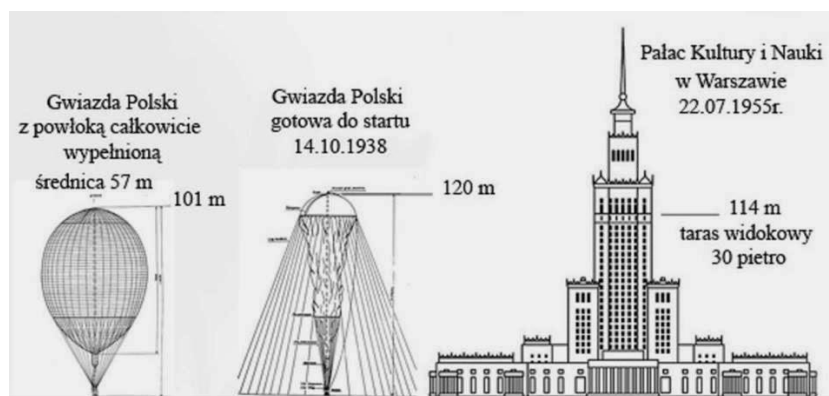 Gwiazda Polski
z powłoką całkowicie
wypełnioną
średnica 57 m
101 m
Gwiazda Polski
gotowa do startu
14.10.1938
120 m
Pałac Kultury i Nauki
w Warszawie
22.07.1955r.
114 m
taras widokowy
30 pietro